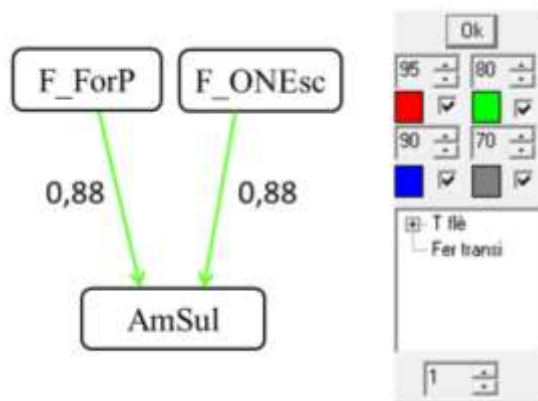 F_ForP F_ONEsc
0,88 0,88
AmSul
Ok
95 80
90 70
T flè
Fer transi
1